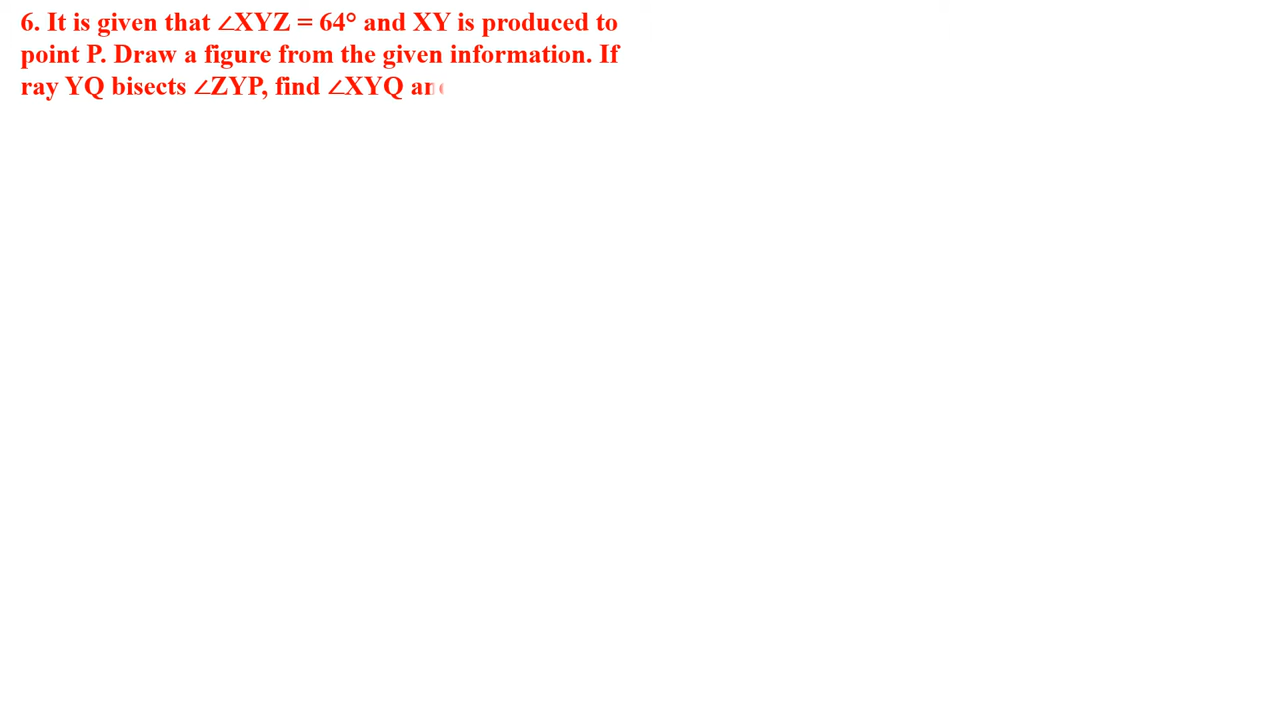 6. It is given that ∠XYZ = 64° and XY is produced to
point P. Draw a figure from the given information. If
ray YQ bisects ∠ZYP, find ∠XYQ